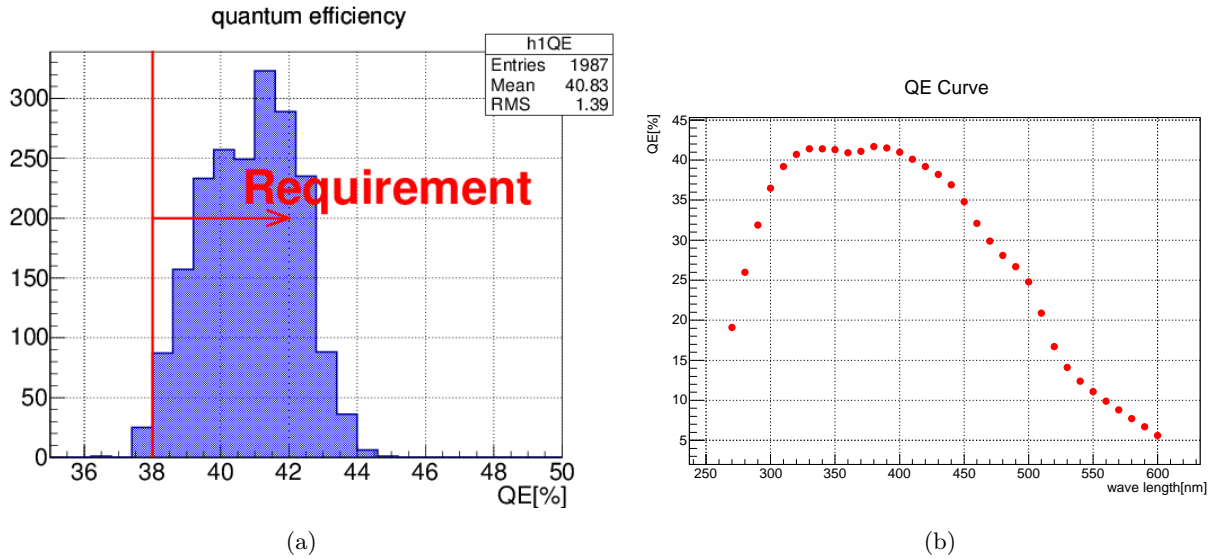 quantum efficiency
h1QE
Entries 1987
Mean 40.83
RMS 1.39
300
250
200
150
100
50
0
Requirement
36 38 40 42 44 46 48 50
QE[%]
(a)
QE Curve
QE[%]
45
40
35
30
25
20
15
10
5
250 300 350 400 450 500 550 600
wave length[nm]
(b)